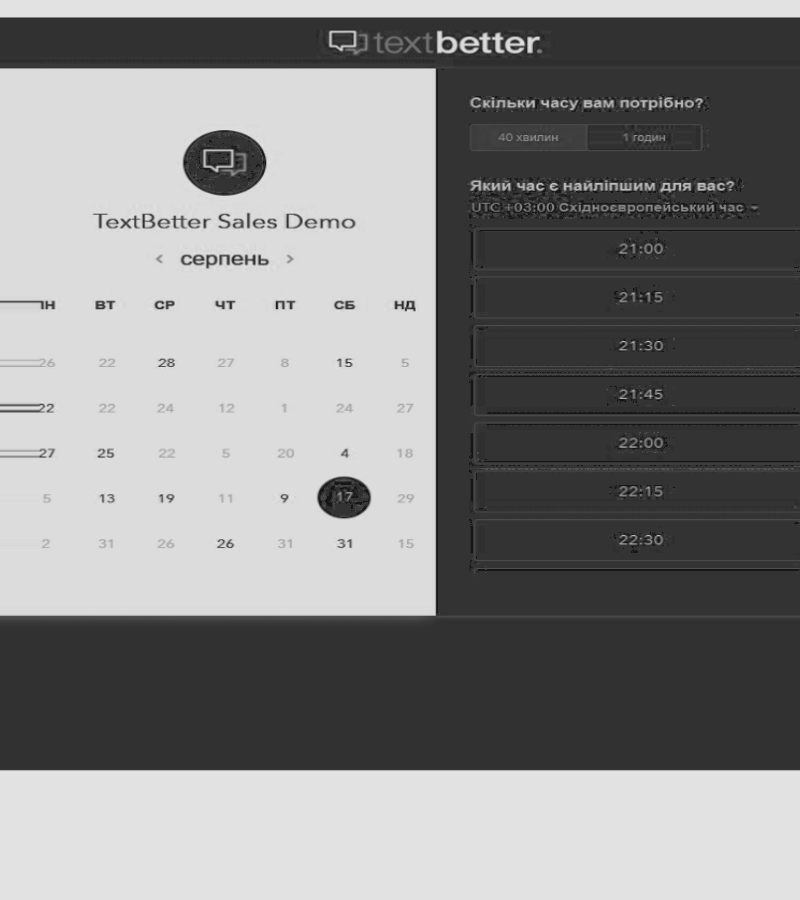 textbetter.
TextBetter Sales Demo
‹ серпень ›
ПН ВТ СР ЧТ ПТ СБ НД
26 22 28 27 8 15 5
22 22 24 12 1 24 27
27 25 22 5 20 4 18
5 13 19 11 9 17 29
2 31 26 26 31 31 15
Скільки часу вам потрібно?
40 хвилин 1 годин
Який час є найліпшим для вас?
UTC +03:00 Східноєвропейський час
21:00
21:15
21:30
21:45
22:00
22:15
22:30